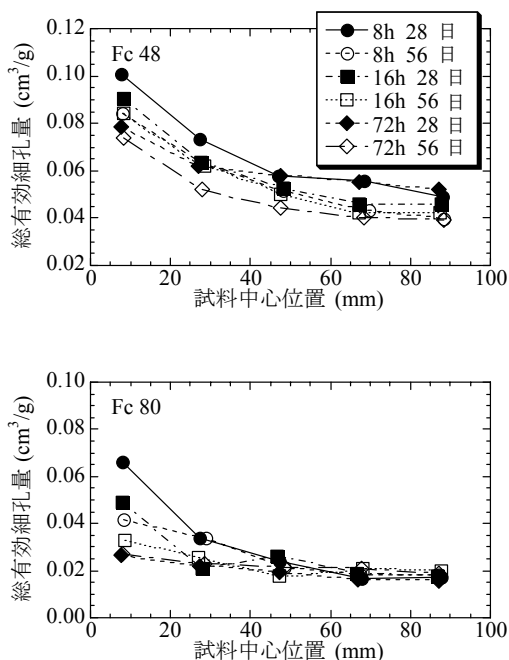 0.12
0.10
0.08
0.06
0.04
0.02
総有効細孔量 (cm³/g)
Fc 48
8h 28 日
8h 56 日
16h 28 日
16h 56 日
72h 28 日
72h 56 日
0 20 40 60 80 100
試料中心位置 (mm)
0.10
0.08
0.06
0.04
0.02
0.00
総有効細孔量 (cm³/g)
Fc 80
0 20 40 60 80 100
試料中心位置 (mm)